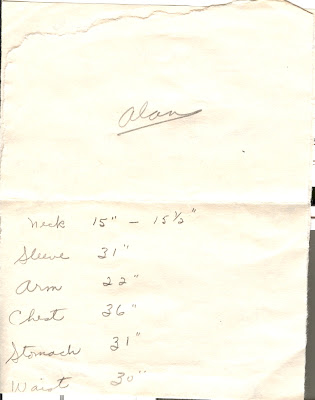 Alan
Neck 15" - 15½"
Sleeve 31"
Arm 22"
Chest 36"
Stomach 31"
Waist 30"